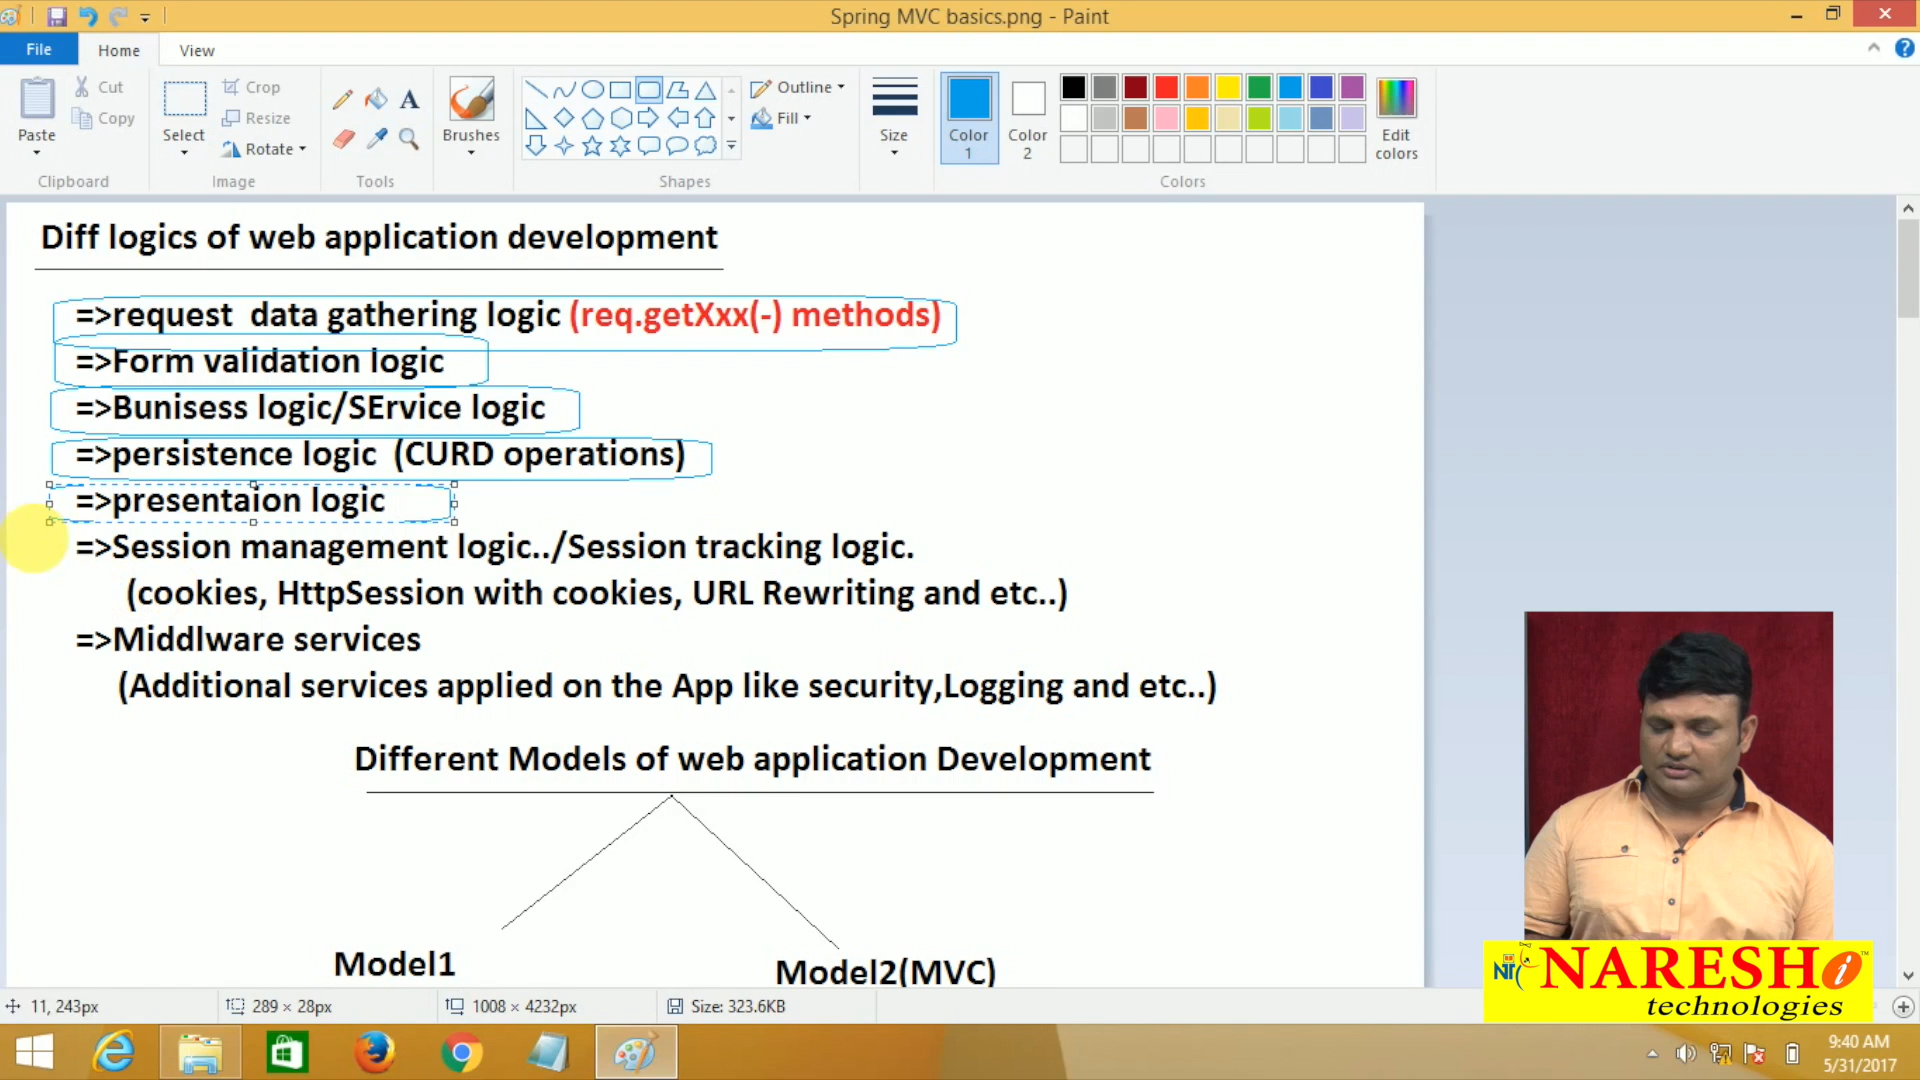 Spring MVC basics.png - Paint
File Home View
Cut
Copy
Paste
Clipboard
Crop
Resize
Rotate
Select
Image
A
Tools
Brushes
Outline
Fill
Shapes
Size
Color 1
Color 2
Edit colors
Colors
Diff logics of web application development
=>request data gathering logic (req.getXxx(-) methods)
=>Form validation logic
=>Bunisess logic/SErvice logic
=>persistence logic (CURD operations)
=>presentaion logic
=>Session management logic../Session tracking logic.
(cookies, HttpSession with cookies, URL Rewriting and etc..)
=>Middlware services
(Additional services applied on the App like security,Logging and etc..)
Different Models of web application Development
Model1
Model2(MVC)
NARESH i
technologies
11, 243px
289 × 28px
1008 × 4232px
Size: 323.6KB
9:40 AM
5/31/2017